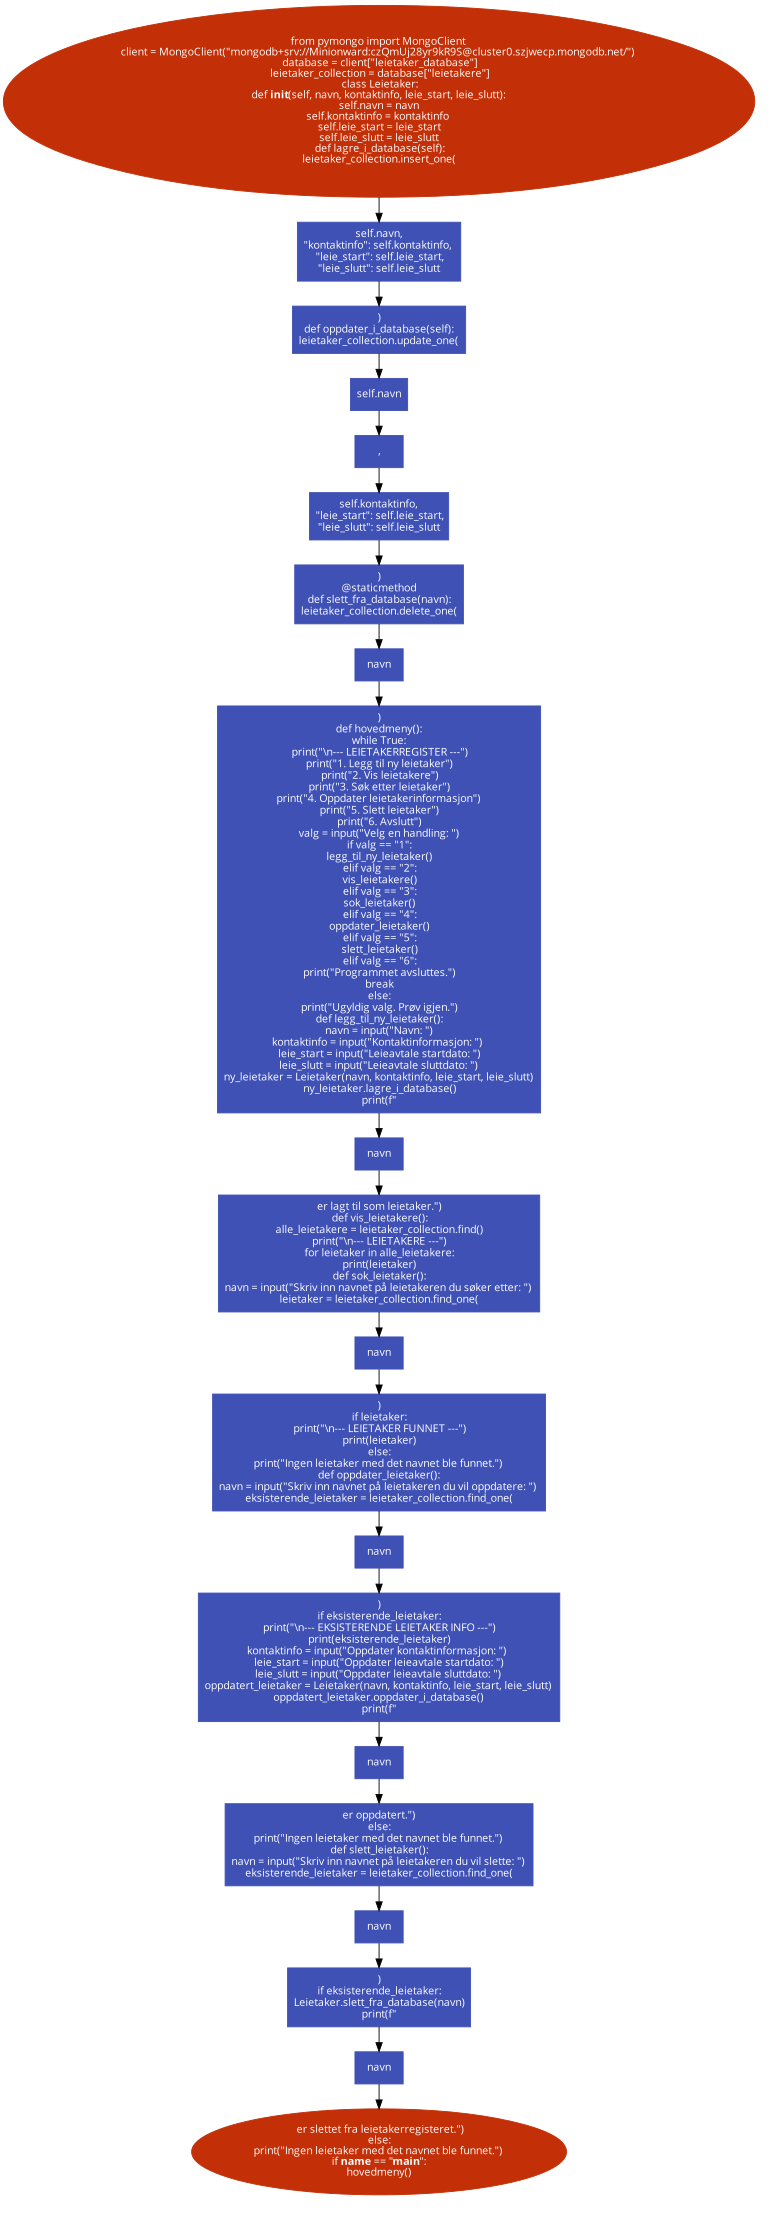 from pymongo import MongoClient
client = MongoClient("mongodb+srv://Minionward:czQmUj28yr9kR9S@cluster0.szjwecp.mongodb.net/")
database = client["leietaker_database"]
leietaker_collection = database["leietakere"]
class Leietaker:
def init(self, navn, kontaktinfo, leie_start, leie_slutt):
self.navn = navn
self.kontaktinfo = kontaktinfo
self.leie_start = leie_start
self.leie_slutt = leie_slutt
def lagre_i_database(self):
leietaker_collection.insert_one(
self.navn,
"kontaktinfo": self.kontaktinfo,
"leie_start": self.leie_start,
"leie_slutt": self.leie_slutt
)
def oppdater_i_database(self):
leietaker_collection.update_one(
self.navn
,
self.kontaktinfo,
"leie_start": self.leie_start,
"leie_slutt": self.leie_slutt
)
@staticmethod
def slett_fra_database(navn):
leietaker_collection.delete_one(
navn
)
def hovedmeny():
while True:
print("\n--- LEIETAKERREGISTER ---")
print("1. Legg til ny leietaker")
print("2. Vis leietakere")
print("3. Søk etter leietaker")
print("4. Oppdater leietakerinformasjon")
print("5. Slett leietaker")
print("6. Avslutt")
valg = input("Velg en handling: ")
if valg == "1":
legg_til_ny_leietaker()
elif valg == "2":
vis_leietakere()
elif valg == "3":
sok_leietaker()
elif valg == "4":
oppdater_leietaker()
elif valg == "5":
slett_leietaker()
elif valg == "6":
print("Programmet avsluttes.")
break
else:
print("Ugyldig valg. Prøv igjen.")
def legg_til_ny_leietaker():
navn = input("Navn: ")
kontaktinfo = input("Kontaktinformasjon: ")
leie_start = input("Leieavtale startdato: ")
leie_slutt = input("Leieavtale sluttdato: ")
ny_leietaker = Leietaker(navn, kontaktinfo, leie_start, leie_slutt)
ny_leietaker.lagre_i_database()
print(f"
navn
er lagt til som leietaker.")
def vis_leietakere():
alle_leietakere = leietaker_collection.find()
print("\n--- LEIETAKERE ---")
for leietaker in alle_leietakere:
print(leietaker)
def sok_leietaker():
navn = input("Skriv inn navnet på leietakeren du søker etter: ")
leietaker = leietaker_collection.find_one(
navn
)
if leietaker:
print("\n--- LEIETAKER FUNNET ---")
print(leietaker)
else:
print("Ingen leietaker med det navnet ble funnet.")
def oppdater_leietaker():
navn = input("Skriv inn navnet på leietakeren du vil oppdatere: ")
eksisterende_leietaker = leietaker_collection.find_one(
navn
)
if eksisterende_leietaker:
print("\n--- EKSISTERENDE LEIETAKER INFO ---")
print(eksisterende_leietaker)
kontaktinfo = input("Oppdater kontaktinformasjon: ")
leie_start = input("Oppdater leieavtale startdato: ")
leie_slutt = input("Oppdater leieavtale sluttdato: ")
oppdatert_leietaker = Leietaker(navn, kontaktinfo, leie_start, leie_slutt)
oppdatert_leietaker.oppdater_i_database()
print(f"
navn
er oppdatert.")
else:
print("Ingen leietaker med det navnet ble funnet.")
def slett_leietaker():
navn = input("Skriv inn navnet på leietakeren du vil slette: ")
eksisterende_leietaker = leietaker_collection.find_one(
navn
)
if eksisterende_leietaker:
Leietaker.slett_fra_database(navn)
print(f"
navn
er slettet fra leietakerregisteret.")
else:
print("Ingen leietaker med det navnet ble funnet.")
if name == "main":
hovedmeny()